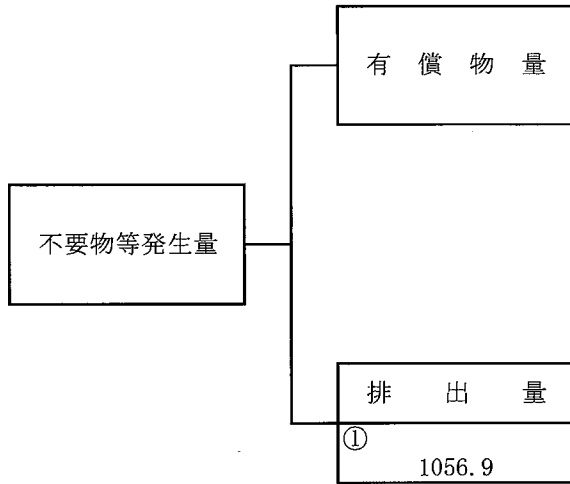 有償物量
不要物等発生量
排出量
①
1056.9